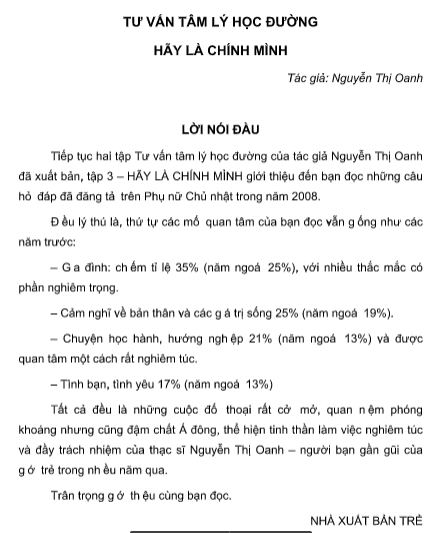 TƯ VẤN TÂM LÝ HỌC ĐƯỜNG
HÃY LÀ CHÍNH MÌNH
Tác giả: Nguyễn Thị Oanh
LỜI NÓI ĐÀU
Tiếp tục hai tập Tư vấn tâm lý học đường của tác giả Nguyễn Thị Oanh
đã xuất bản, tập 3 – HÃY LÀ CHÍNH MÌNH giới thiệu đến bạn đọc những câu
hỏ đáp đã đăng tả trên Phụ nữ Chủ nhật trong năm 2008.
Đ ều lý thú là, thứ tự các mố quan tâm của bạn đọc vẫn g ống như các
năm trước:
– G a đình: ch ếm tỉ lệ 35% (năm ngoá 25%), với nhiều thắc mắc có
phần nghiêm trọng.
– Cảm nghĩ về bản thân và các g á trị sống 25% (năm ngoá 19%).
– Chuyện học hành, hướng ngh ệp 21% (năm ngoá 13%) và được
quan tâm một cách rất nghiêm túc.
– Tình bạn, tình yêu 17% (năm ngoá 13%)
Tất cả đều là những cuộc đố thoại rất cở mở, quan n ệm phóng
khoáng nhưng cũng đậm chất Á đông, thể hiện tinh thần làm việc nghiêm túc
và đầy trách nhiệm của thạc sĩ Nguyễn Thị Oanh – người bạn gần gũi của
g ớ trẻ trong nh ều năm qua.
Trân trọng g ớ th ệu cùng bạn đọc.
NHÀ XUẤT BẢN TRẺ